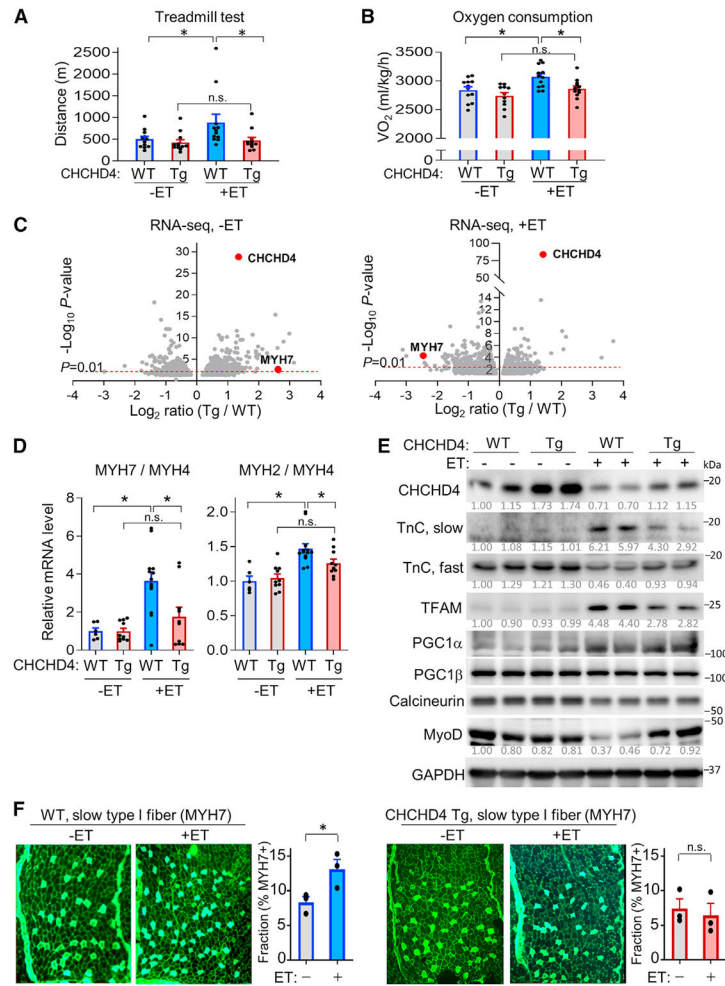 A
Treadmill test
Distance (m)
2500
2000
1500
1000
500
0
*
*
n.s.
CHCHD4: WT Tg WT Tg
-ET +ET
B
Oxygen consumption
VO2 (ml/kg/h)
3500
3000
2500
0
*
*
n.s.
CHCHD4: WT Tg WT Tg
-ET +ET
C
RNA-seq, -ET
-Log10 P-value
30
25
20
15
10
5
CHCHD4
MYH7
P=0.01
-4 -3 -2 -1 0 1 2 3 4
Log2 ratio (Tg / WT)
RNA-seq, +ET
-Log10 P-value
100
75
50
14
12
10
8
6
4
2
CHCHD4
MYH7
P=0.01
-4 -3 -2 -1 0 1 2 3 4
Log2 ratio (Tg / WT)
D
MYH7 / MYH4
Relative mRNA level
8
6
4
2
0
*
*
n.s.
CHCHD4: WT Tg WT Tg
-ET +ET
MYH2 / MYH4
2.0
1.5
1.0
0.5
0.0
*
*
n.s.
WT Tg WT Tg
-ET +ET
E
CHCHD4: WT Tg WT Tg
ET: - - - - + + + + kDa
CHCHD4 –20
1.00 1.15 1.73 1.74 0.71 0.70 1.12 1.15
TnC, slow –20
1.00 1.08 1.15 1.01 6.21 5.97 4.30 2.92
TnC, fast –20
1.00 1.29 1.21 1.30 0.46 0.40 0.93 0.94
TFAM –25
1.00 0.90 0.93 0.99 4.48 4.40 2.78 2.82
PGC1α –100
PGC1β –100
Calcineurin –50
MyoD –50
1.00 0.80 0.82 0.81 0.37 0.46 0.72 0.92
GAPDH –37
F
WT, slow type I fiber (MYH7)
-ET +ET
Fraction (% MYH7+)
15
10
5
0
*
ET: – +
CHCHD4 Tg, slow type I fiber (MYH7)
-ET +ET
Fraction (% MYH7+)
15
10
5
0
n.s.
ET: – +